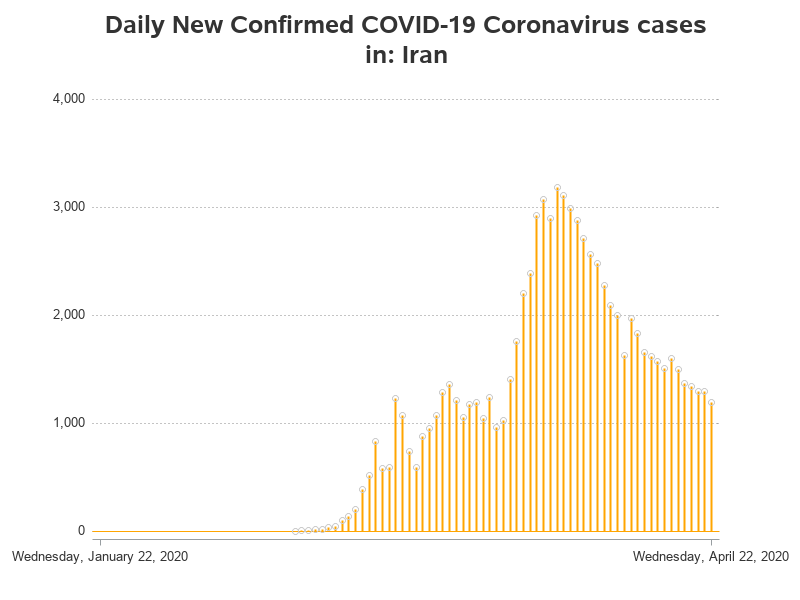 Daily New Confirmed COVID-19 Coronavirus cases
in: Iran
4,000
3,000
2,000
1,000
0
Wednesday, January 22, 2020
Wednesday, April 22, 2020